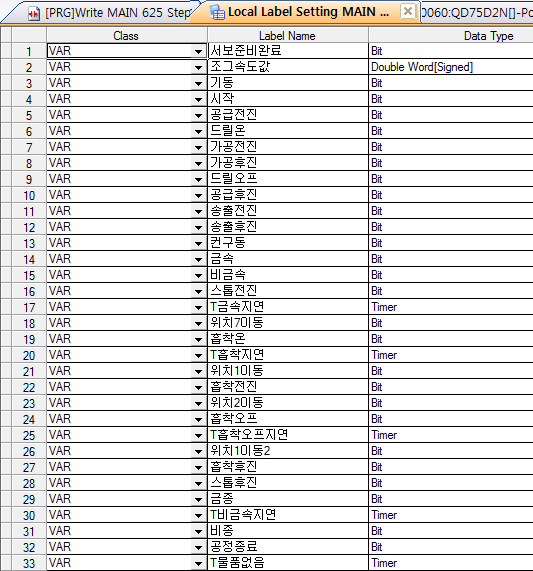 [PRG]Write MAIN 625 Step Local Label Setting MAIN ... 0060:QD75D2N[]-Po
Class Label Name Data Type
1 VAR 서보준비완료 Bit
2 VAR 조그속도값 Double Word[Signed]
3 VAR 기동 Bit
4 VAR 시작 Bit
5 VAR 공급전진 Bit
6 VAR 드릴온 Bit
7 VAR 가공전진 Bit
8 VAR 가공후진 Bit
9 VAR 드릴오프 Bit
10 VAR 공급후진 Bit
11 VAR 송출전진 Bit
12 VAR 송출후진 Bit
13 VAR 컨구동 Bit
14 VAR 금속 Bit
15 VAR 비금속 Bit
16 VAR 스톱전진 Bit
17 VAR T금속지연 Timer
18 VAR 위치7이동 Bit
19 VAR 흡착온 Bit
20 VAR T흡착지연 Timer
21 VAR 위치1이동 Bit
22 VAR 흡착전진 Bit
23 VAR 위치2이동 Bit
24 VAR 흡착오프 Bit
25 VAR T흡착오프지연 Timer
26 VAR 위치1이동2 Bit
27 VAR 흡착후진 Bit
28 VAR 스톱후진 Bit
29 VAR 금종 Bit
30 VAR T비금속지연 Timer
31 VAR 비종 Bit
32 VAR 공정종료 Bit
33 VAR T물품없음 Timer